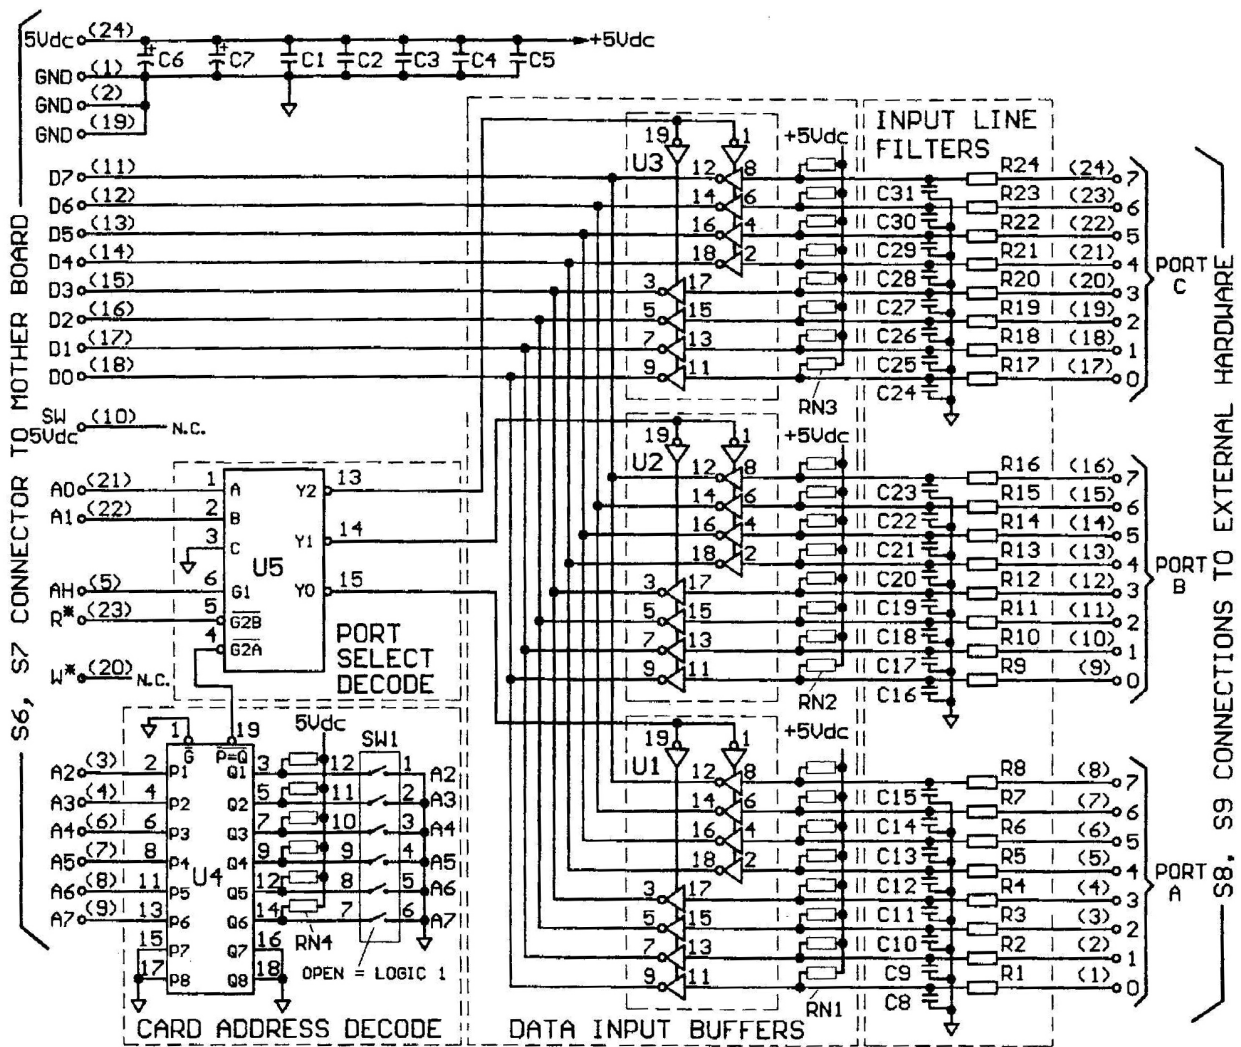 5Vdc (24) C6 C7 C1 C2 C3 C4 C5 +5Vdc
GND (1)
GND (2)
GND (19)
D7 (11)
D6 (12)
D5 (13)
D4 (14)
D3 (15)
D2 (16)
D1 (17)
D0 (18)
SW
5Vdc (10) N.C.
A0 (21) 1 A Y2 13
A1 (22) 2 B
3 C Y1 14
U5
AH (5) 6 G1 Y0 15
R* (23) 5 G2B
4 G2A
W* (20) N.C.
PORT
SELECT
DECODE
1 G 19 P=Q
5Vdc SW1
A2 (3) 2 P1 Q1 3 12 1 A2
A3 (4) 4 P2 Q2 5 11 2 A3
A4 (6) 6 P3 Q3 7 10 3 A4
A5 (7) 8 P4 Q4 9 9 4 A5
U4
A6 (8) 11 P5 Q5 12 8 5 A6
A7 (9) 13 P6 Q6 14 7 6 A7
15 P7 Q7 16
17 P8 Q8 18
RN4
OPEN = LOGIC 1
CARD ADDRESS DECODE
S6, S7 CONNECTOR TO MOTHER BOARD
U3 19 1 +5Vdc
12 8
14 6
16 4
18 2
3 17
5 15
7 13
9 11
RN3
U2 19 1 +5Vdc
12 8
14 6
16 4
18 2
3 17
5 15
7 13
9 11
RN2
U1 19 1 +5Vdc
12 8
14 6
16 4
18 2
3 17
5 15
7 13
9 11
RN1
DATA INPUT BUFFERS
INPUT LINE
FILTERS
C31 R24 (24) 7
C30 R23 (23) 6
C29 R22 (22) 5
C28 R21 (21) 4
C27 R20 (20) 3
C26 R19 (19) 2
C25 R18 (18) 1
C24 R17 (17) 0
PORT
C
C23 R16 (16) 7
C22 R15 (15) 6
C21 R14 (14) 5
C20 R13 (13) 4
C19 R12 (12) 3
C18 R11 (11) 2
C17 R10 (10) 1
C16 R9 (9) 0
PORT
B
C15 R8 (8) 7
C14 R7 (7) 6
C13 R6 (6) 5
C12 R5 (5) 4
C11 R4 (4) 3
C10 R3 (3) 2
C9 R2 (2) 1
C8 R1 (1) 0
PORT
A
S8, S9 CONNECTIONS TO EXTERNAL HARDWARE